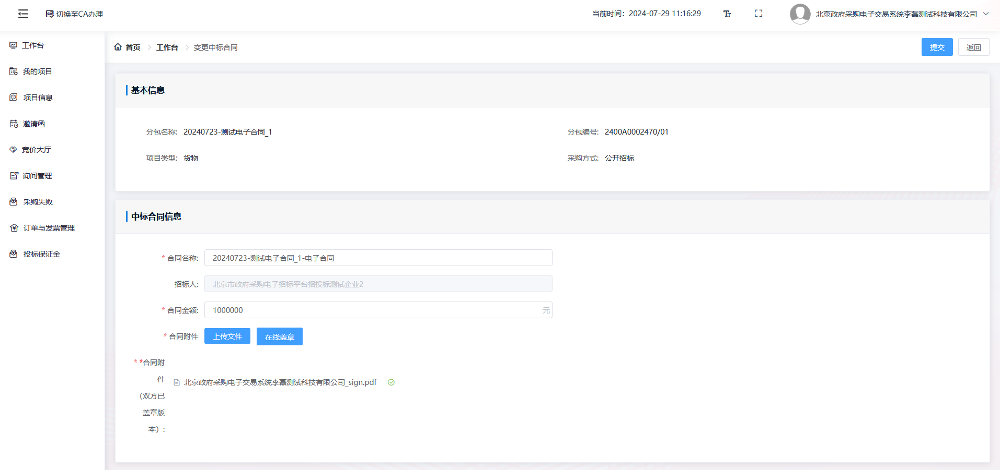 切换至CA办理
当前时间：2024-07-29 11:16:29
北京政府采购电子交易系统李磊测试科技有限公司
工作台
我的项目
项目信息
邀请函
竞价大厅
询问管理
采购失败
订单与发票管理
投标保证金
首页 > 工作台 > 变更中标合同
提交 返回
基本信息
分包名称: 20240723-测试电子合同_1 分包编号: 2400A0002470/01
项目类型: 货物 采购方式: 公开招标
中标合同信息
* 合同名称: 20240723-测试电子合同_1-电子合同
招标人: 北京市政府采购电子招标平台招投标测试企业2
* 合同金额: 1000000 元
* 合同附件 上传文件 在线盖章
* *合同附
件
（双方已
盖章版
本）:
北京政府采购电子交易系统李磊测试科技有限公司_sign.pdf